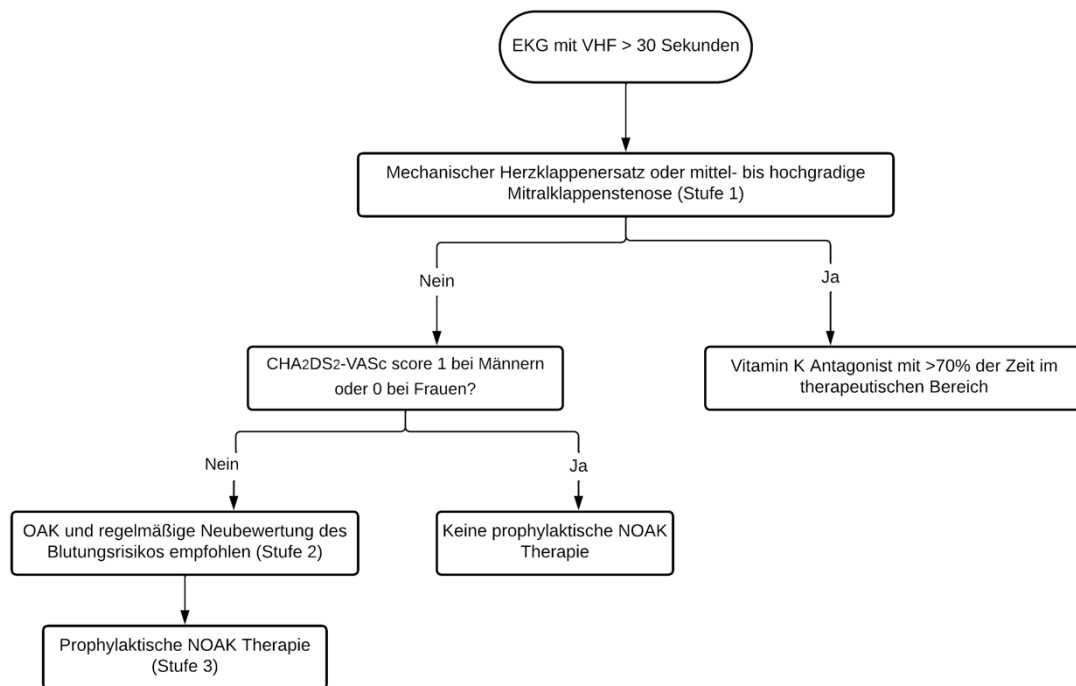 EKG mit VHF > 30 Sekunden
Mechanischer Herzklappenersatz oder mittel- bis hochgradige
Mitralklappenstenose (Stufe 1)
Nein
Ja
CHA2DS2-VASc score 1 bei Männern
oder 0 bei Frauen?
Vitamin K Antagonist mit >70% der Zeit im
therapeutischen Bereich
Nein
Ja
OAK und regelmäßige Neubewertung des
Blutungsrisikos empfohlen (Stufe 2)
Keine prophylaktische NOAK
Therapie
Prophylaktische NOAK Therapie
(Stufe 3)